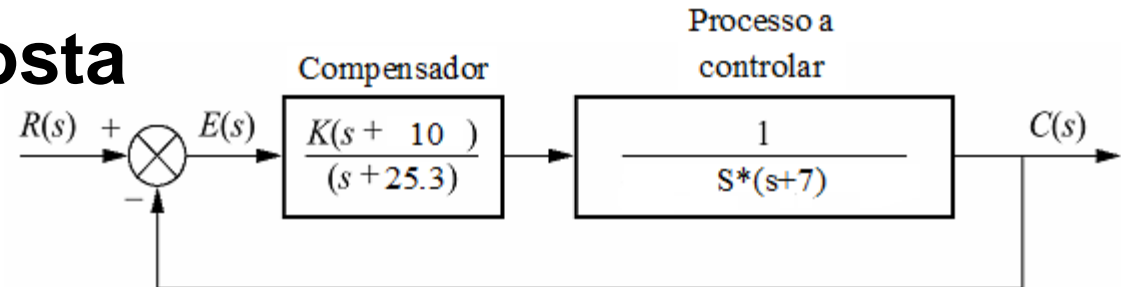 osta
Compensador
Processo a
controlar
R(s) +
E(s)
K(s + 10 )
(s + 25.3)
1
S*(s+7)
C(s)
−